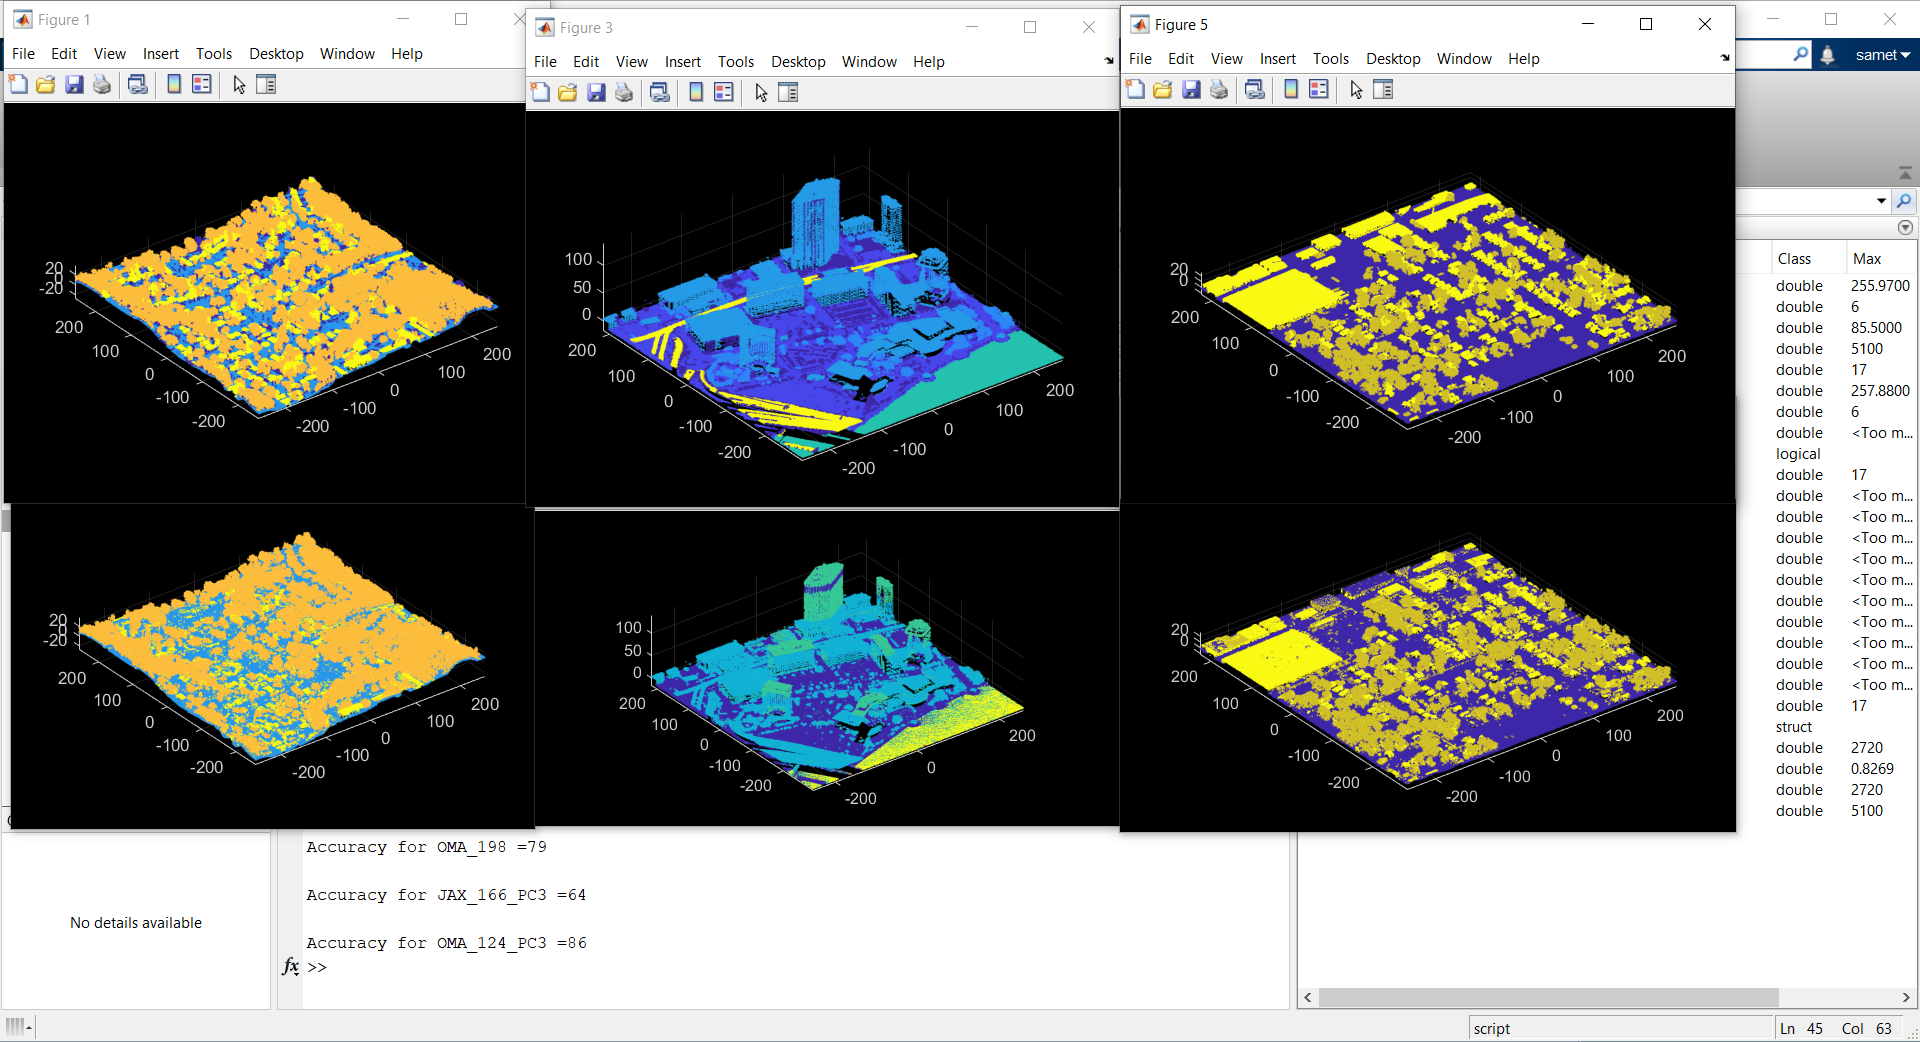 Figure 1
File Edit View Insert Tools Desktop Window Help
20
0
-20
200
100
0
-100
-200
-200
-100
0
100
200
Figure 3
File Edit View Insert Tools Desktop Window Help
100
50
0
200
100
0
-100
-200
-200
-100
0
100
200
Figure 5
File Edit View Insert Tools Desktop Window Help
20
0
200
100
0
-100
-200
-200
-100
0
100
200
samet
20
0
-20
200
100
0
-100
-200
-200
-100
0
100
200
100
50
0
200
100
0
-100
-200
-200
0
200
20
0
200
100
0
-100
-200
-200
-100
0
100
200
Class Max
double 255.9700
double 6
double 85.5000
double 5100
double 17
double 257.8800
double 6
double <Too m...
logical
double 17
double <Too m...
double <Too m...
double <Too m...
double <Too m...
double <Too m...
double <Too m...
double <Too m...
double <Too m...
double <Too m...
double <Too m...
double 17
struct
double 2720
double 0.8269
double 2720
double 5100
No details available
Accuracy for OMA_198 =79
Accuracy for JAX_166_PC3 =64
Accuracy for OMA_124_PC3 =86
fx >>
script Ln 45 Col 63